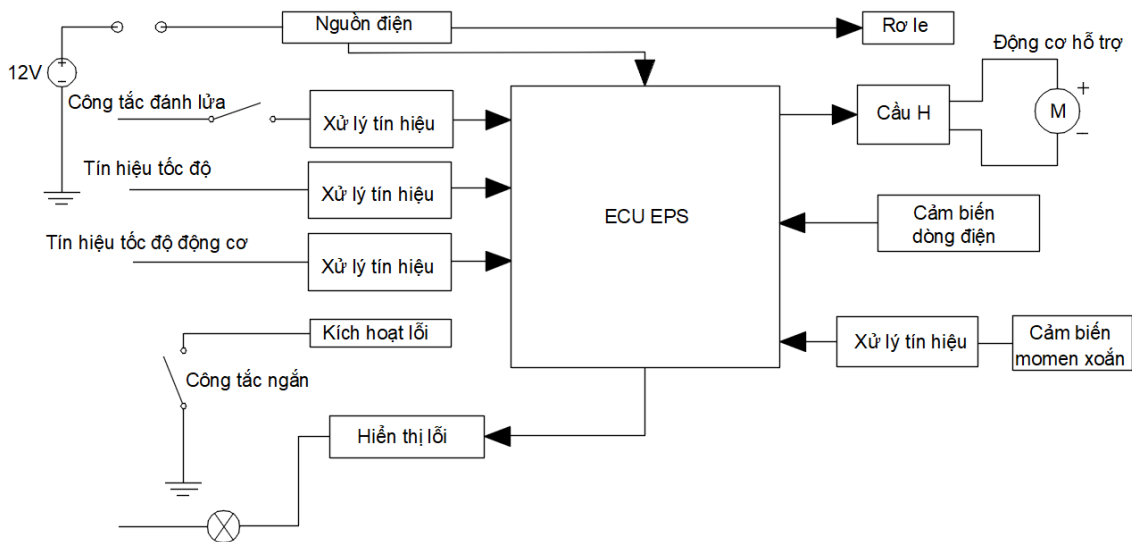 Nguồn điện
Rơ le
Động cơ hỗ trợ
12V
+
−
Công tắc đánh lửa
Xử lý tín hiệu
Cầu H
M
+
−
Tín hiệu tốc độ
Xử lý tín hiệu
ECU EPS
Cảm biến
dòng điện
Tín hiệu tốc độ động cơ
Xử lý tín hiệu
Kích hoạt lỗi
Xử lý tín hiệu
Cảm biến
momen xoắn
Công tắc ngắn
Hiển thị lỗi